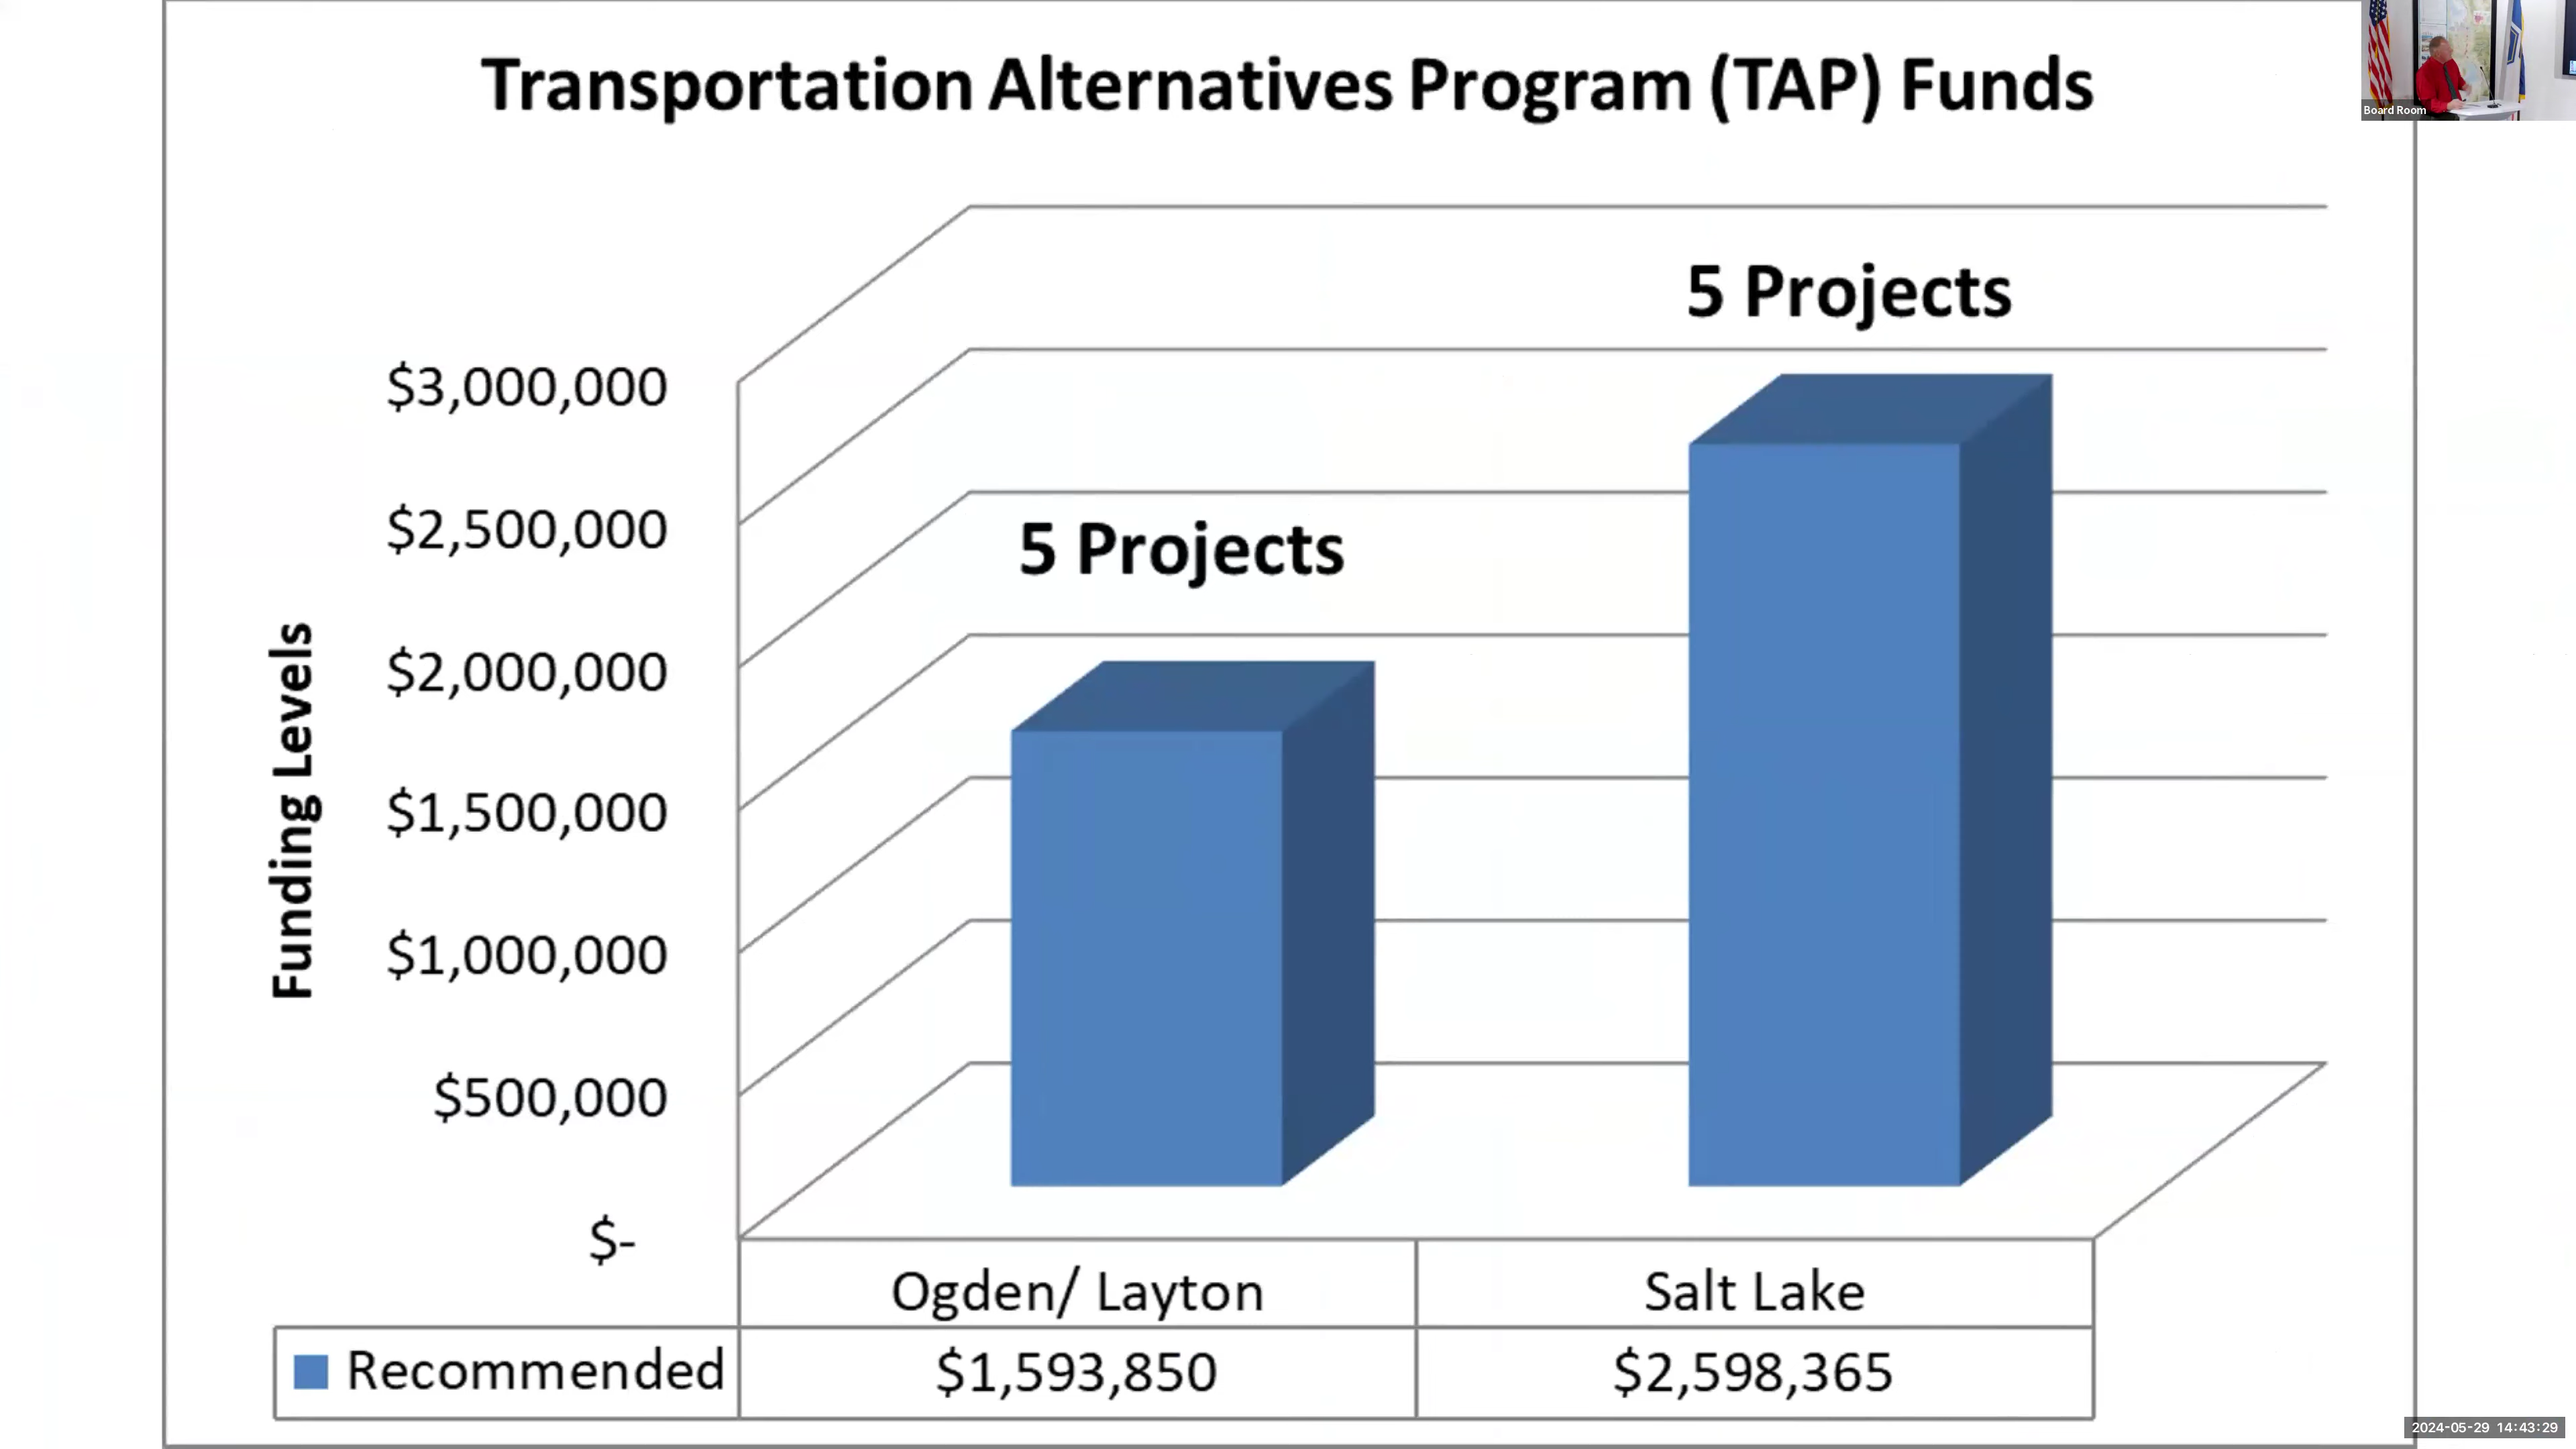 Transportation Alternatives Program (TAP) Funds
Board Room
5 Projects
5 Projects
Funding Levels
$3,000,000
$2,500,000
$2,000,000
$1,500,000
$1,000,000
$500,000
$-
Ogden/ Layton Salt Lake
Recommended $1,593,850 $2,598,365
2024-05-29 14:43:29